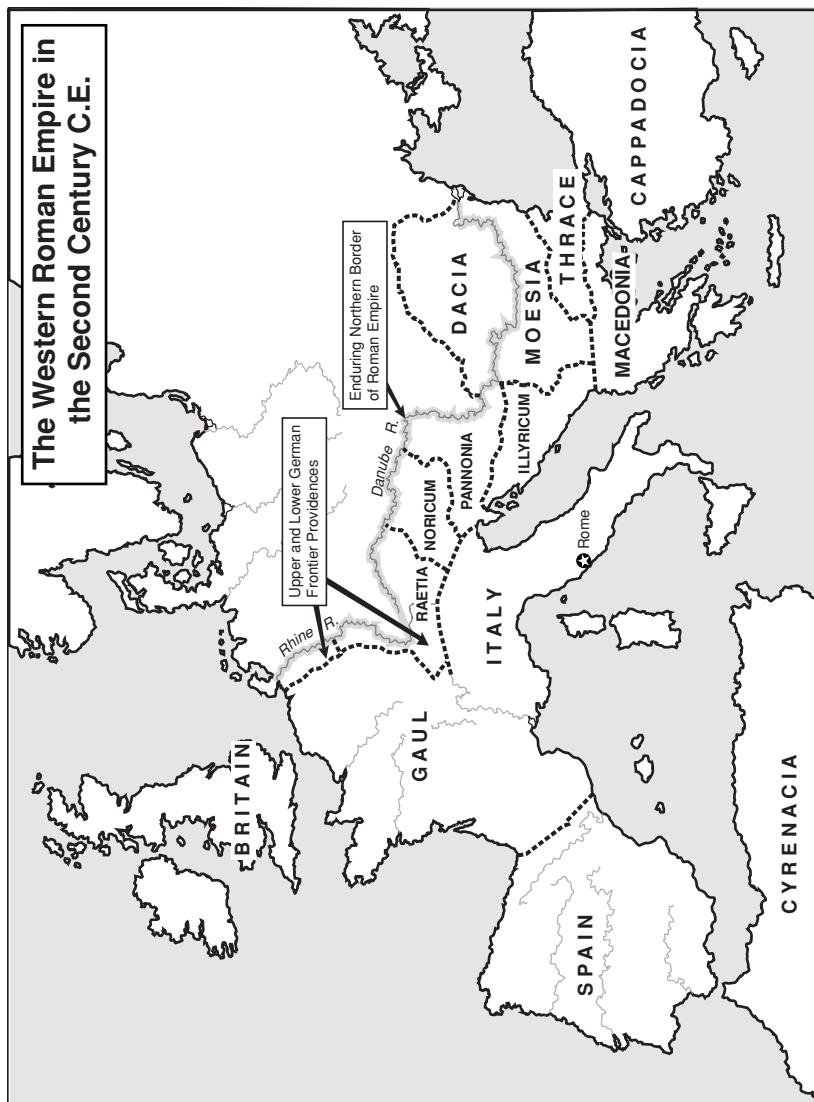 The Western Roman Empire in
the Second Century C.E.
BRITAIN
Upper and Lower German
Frontier Providences
Enduring Northern Border
of Roman Empire
Rhine R.
Danube R.
GAUL
RAETIA
NORICUM
PANNONIA
DACIA
ILLYRICUM
MOESIA
THRACE
MACEDONIA
CAPPADOCIA
ITALY
Rome
SPAIN
CYRENACIA